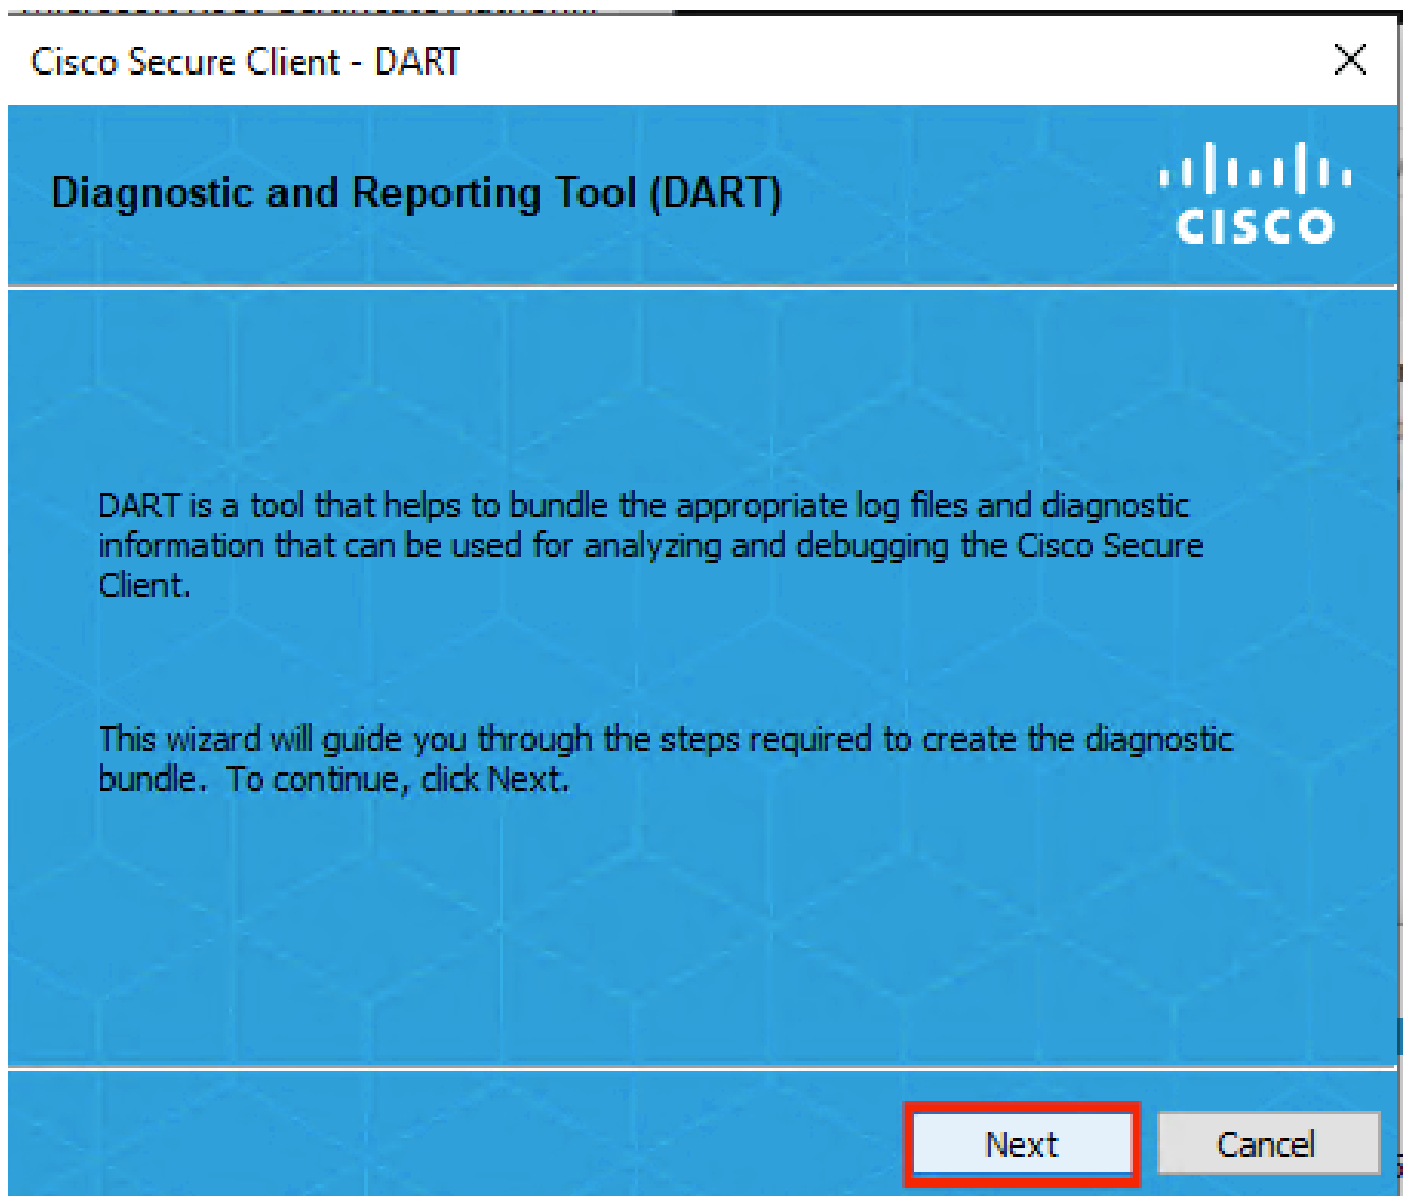 Cisco Secure Client - DART
Diagnostic and Reporting Tool (DART)
CISCO
DART is a tool that helps to bundle the appropriate log files and diagnostic
information that can be used for analyzing and debugging the Cisco Secure
Client.
This wizard will guide you through the steps required to create the diagnostic
bundle.  To continue, click Next.
Next
Cancel